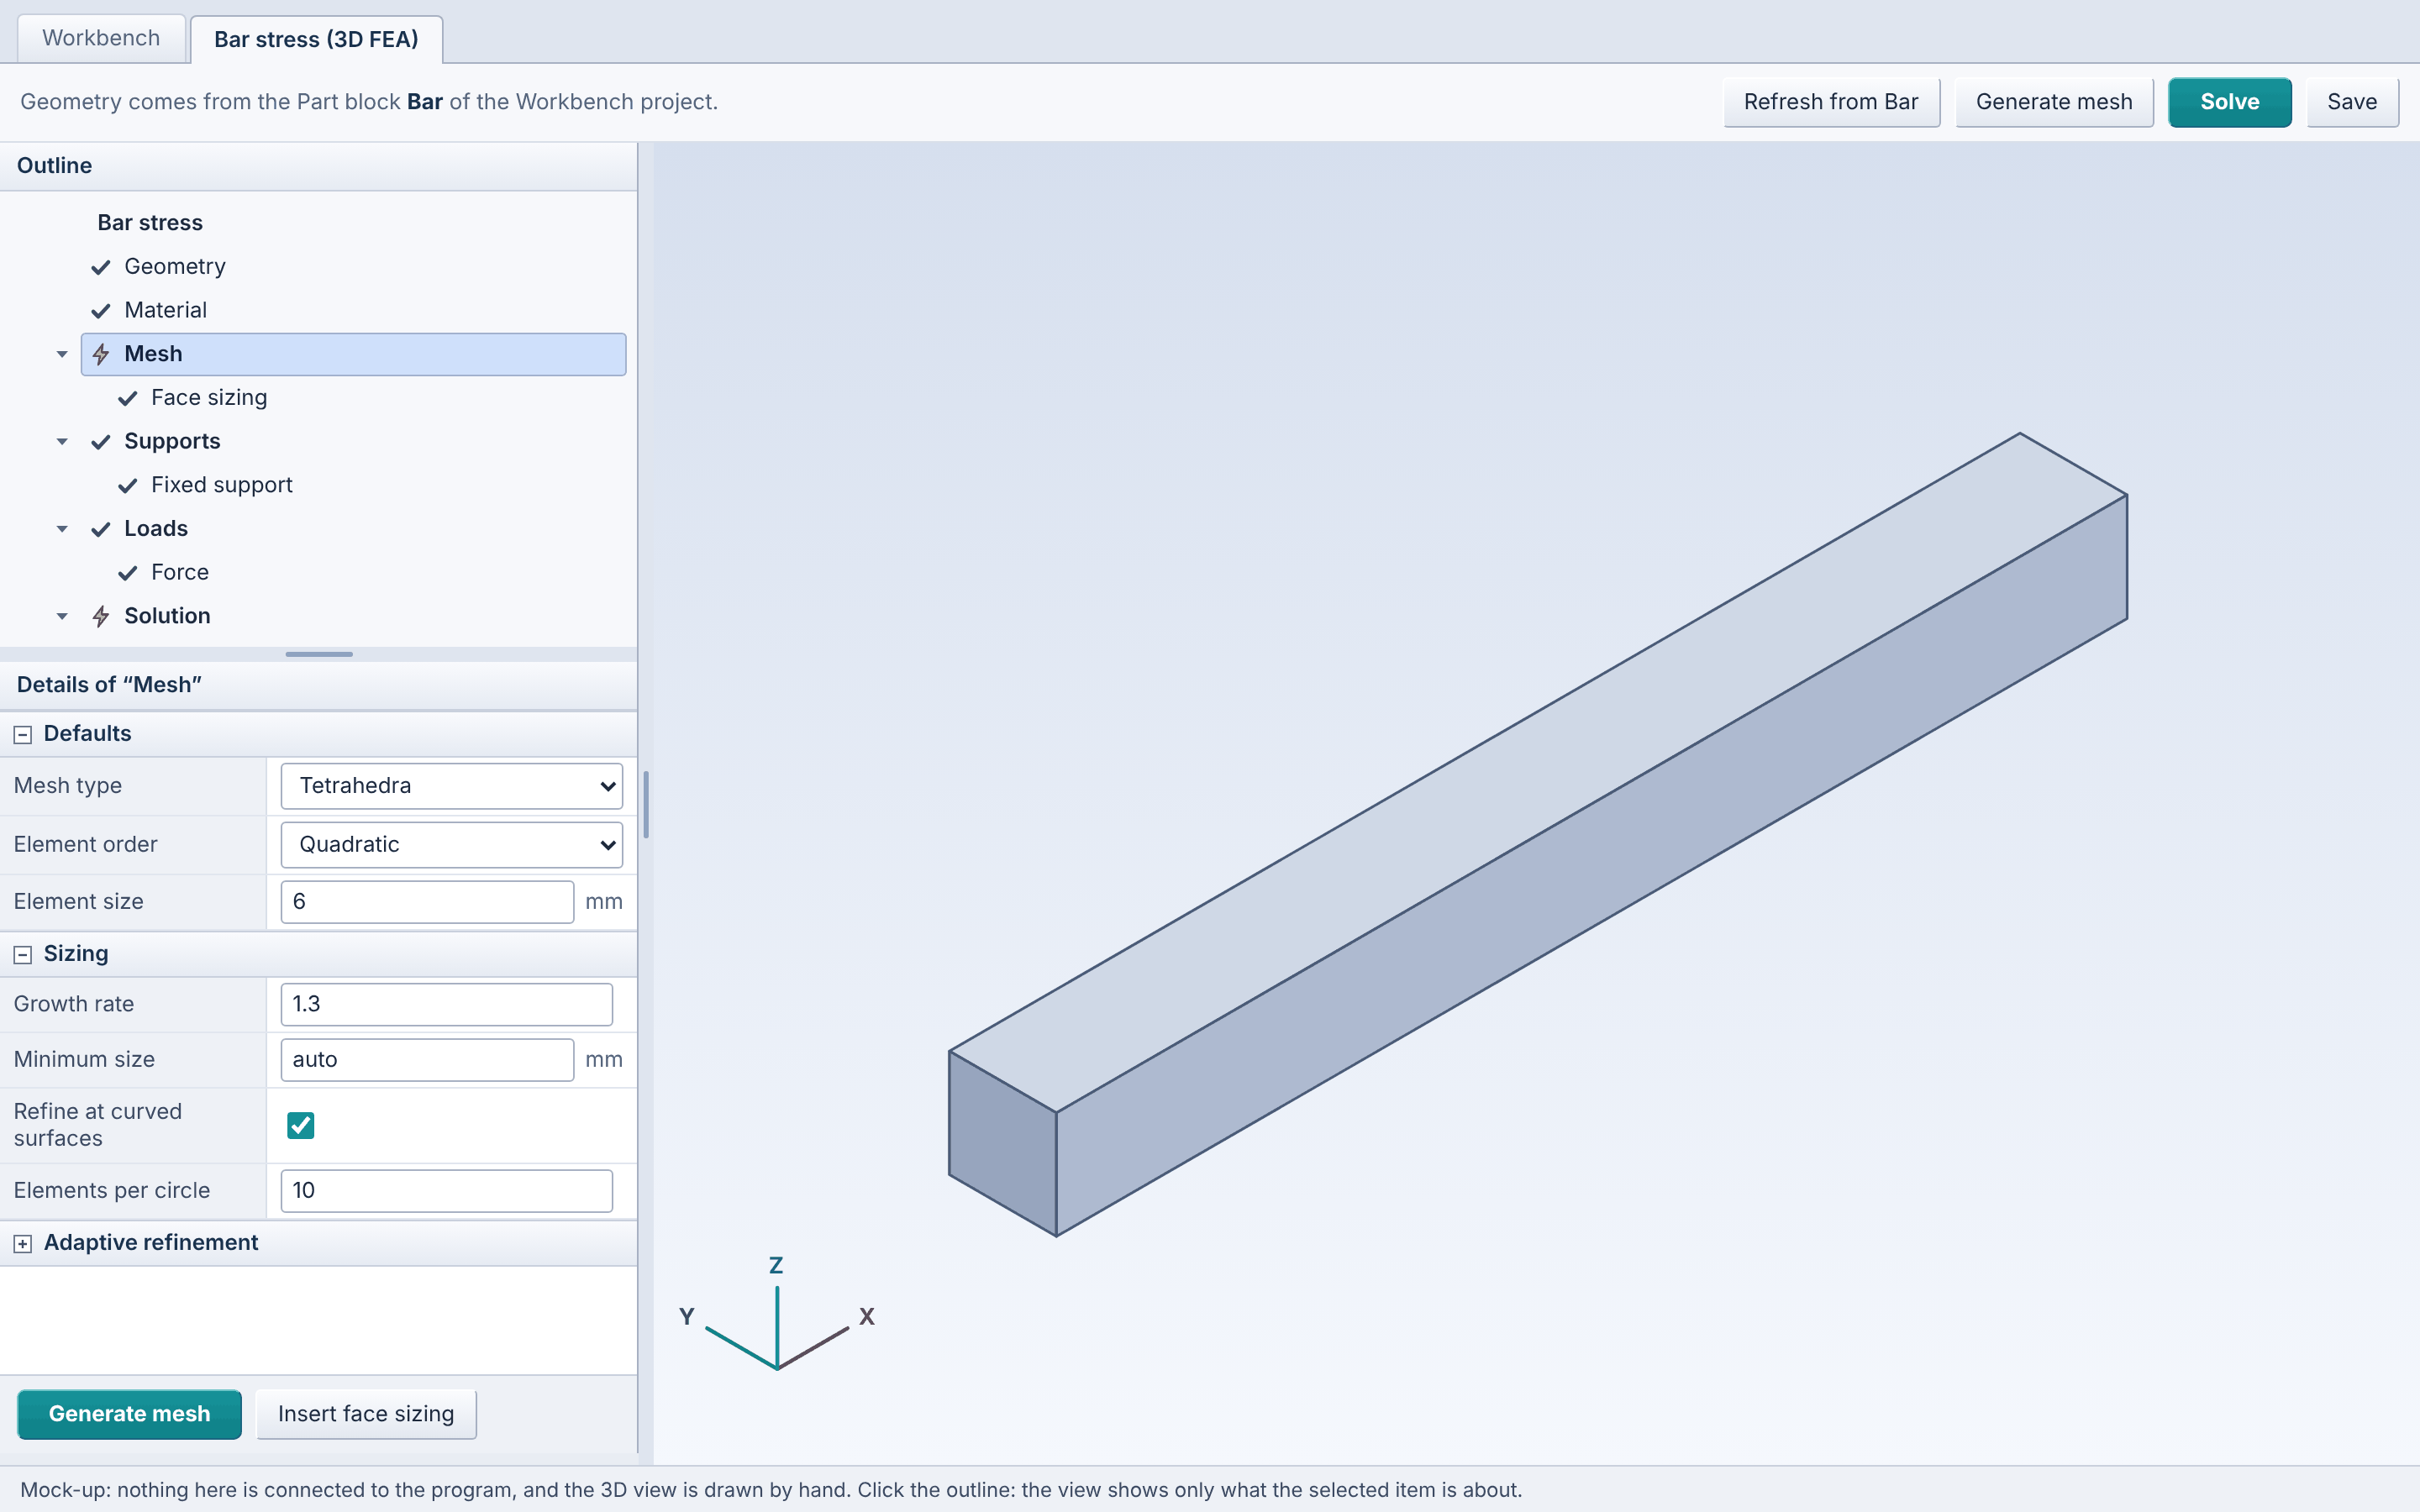 Workbench
Bar stress (3D FEA)
Geometry comes from the Part block Bar of the Workbench project.
Refresh from Bar
Generate mesh
Solve
Save
Outline
Bar stress
Geometry
Material
Mesh
Face sizing
Supports
Fixed support
Loads
Force
Solution
Details of “Mesh”
Defaults
Mesh type
Tetrahedra
Element order
Quadratic
Element size
6
mm
Sizing
Growth rate
1.3
Minimum size
auto
mm
Refine at curved
surfaces
Elements per circle
10
Adaptive refinement
Generate mesh
Insert face sizing
Z
Y
X
Mock-up: nothing here is connected to the program, and the 3D view is drawn by hand. Click the outline: the view shows only what the selected item is about.